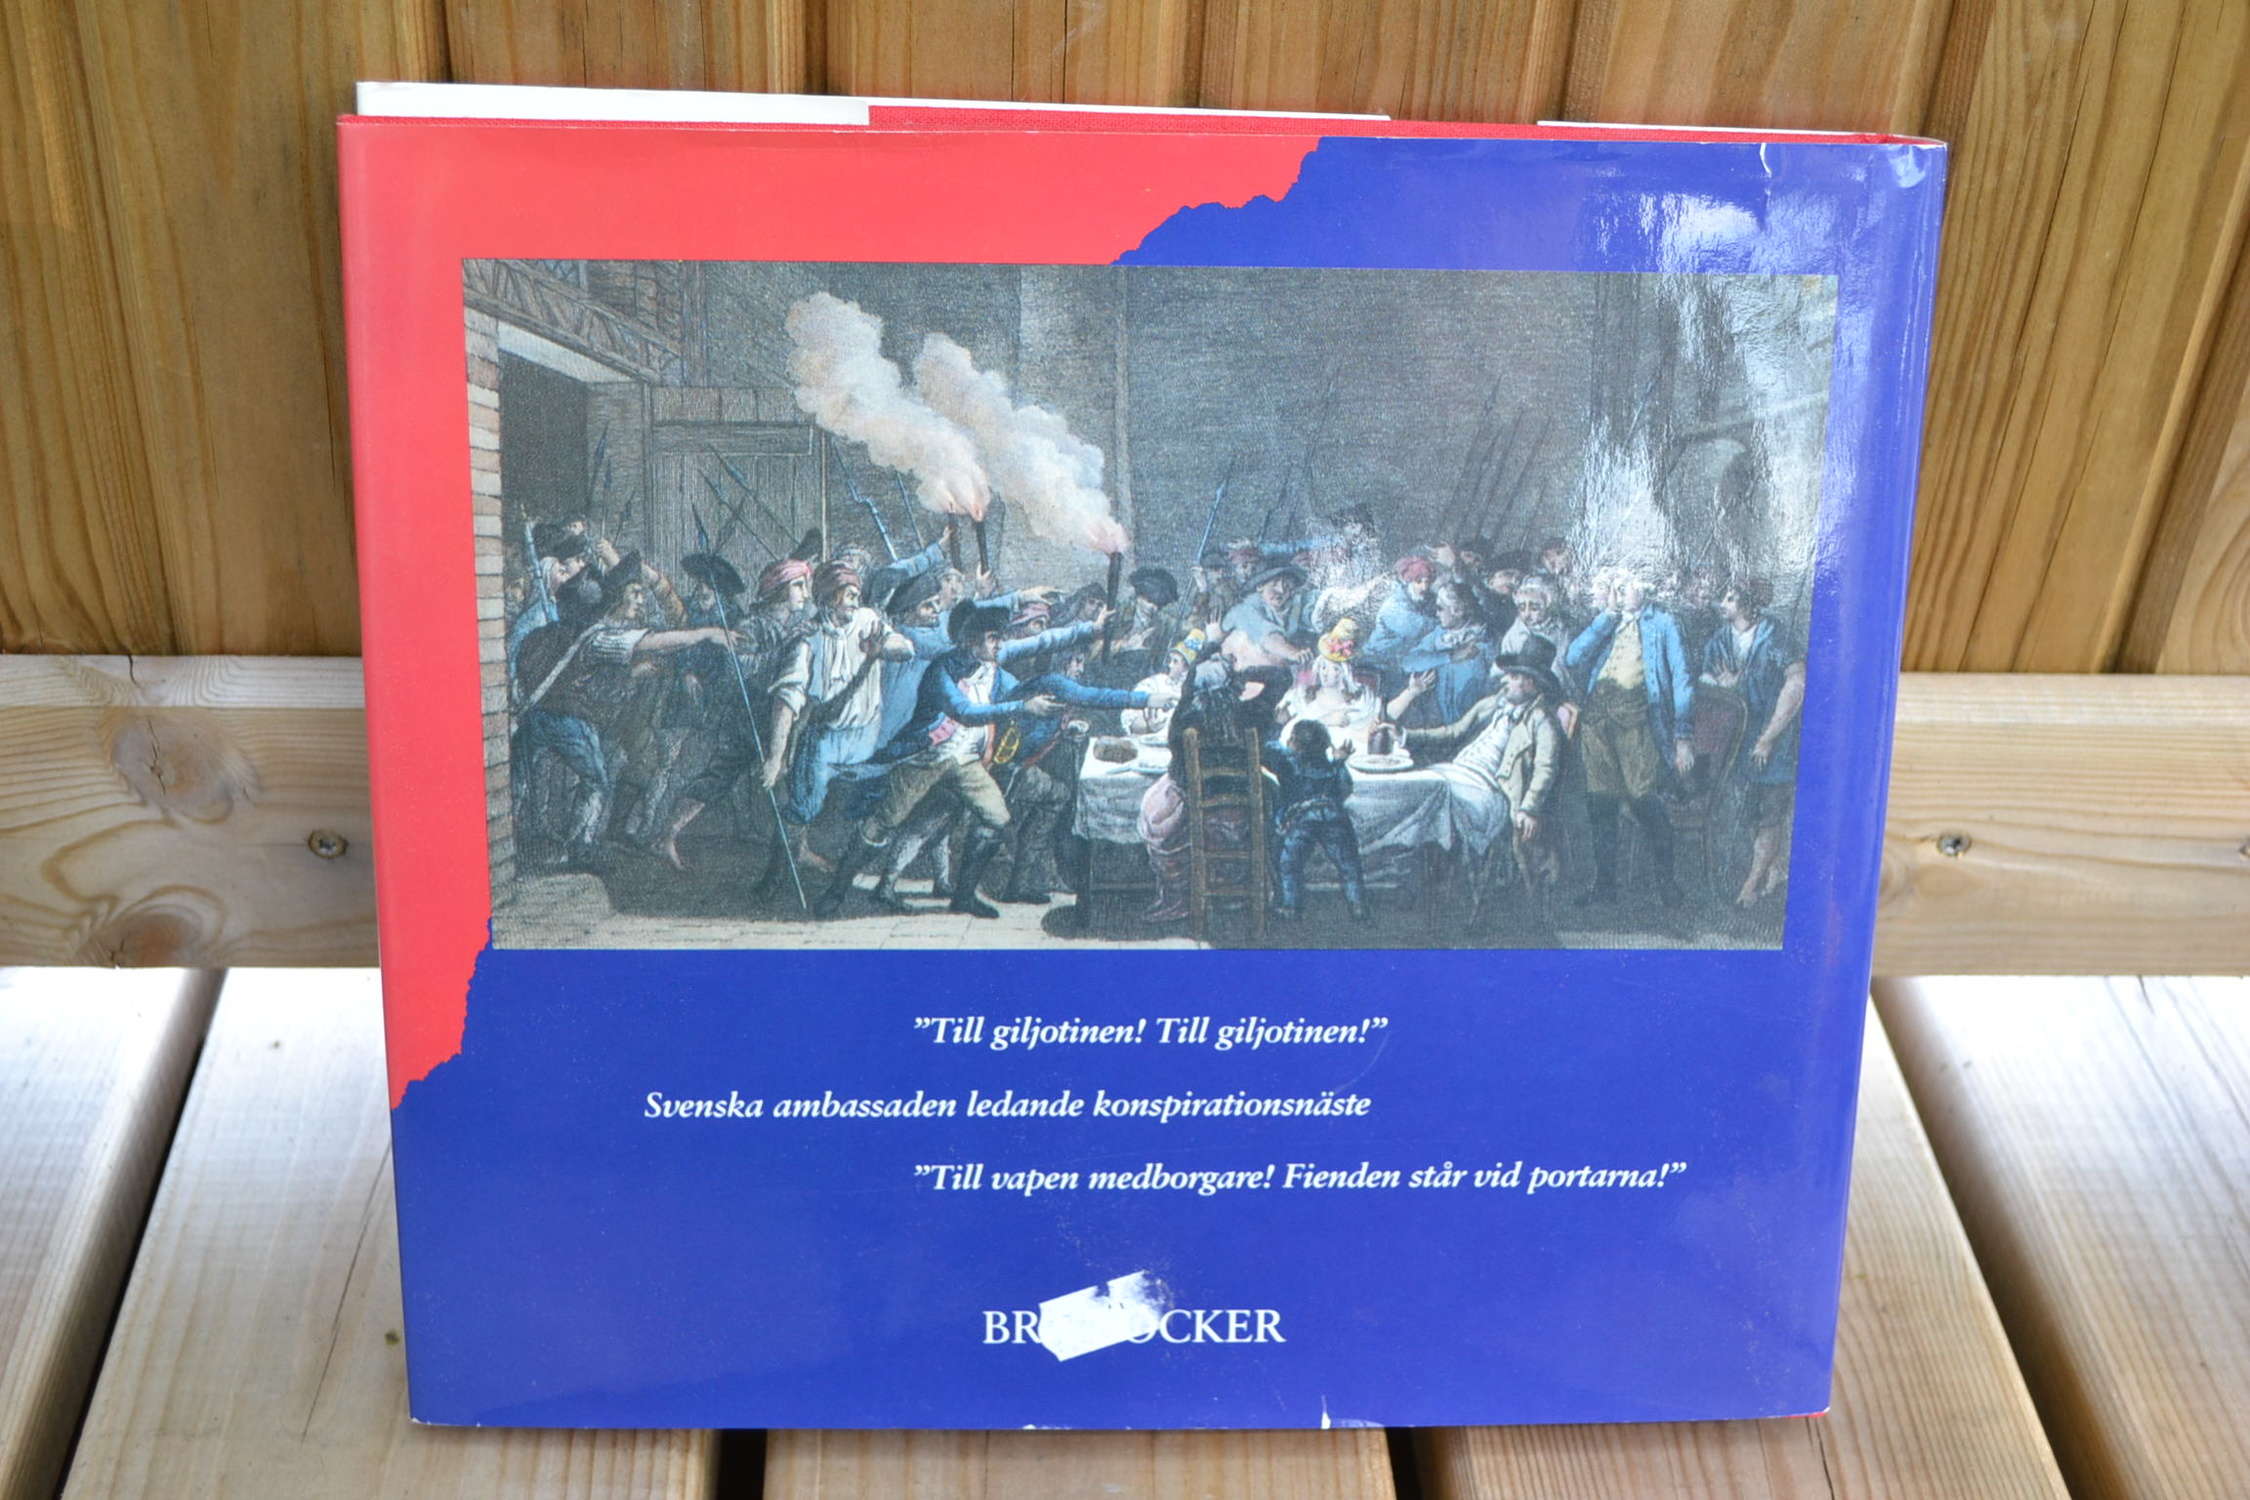 ”Till giljotinen! Till giljotinen!”
Svenska ambassaden ledande konspirationsnäste
”Till vapen medborgare! Fienden står vid portarna!”